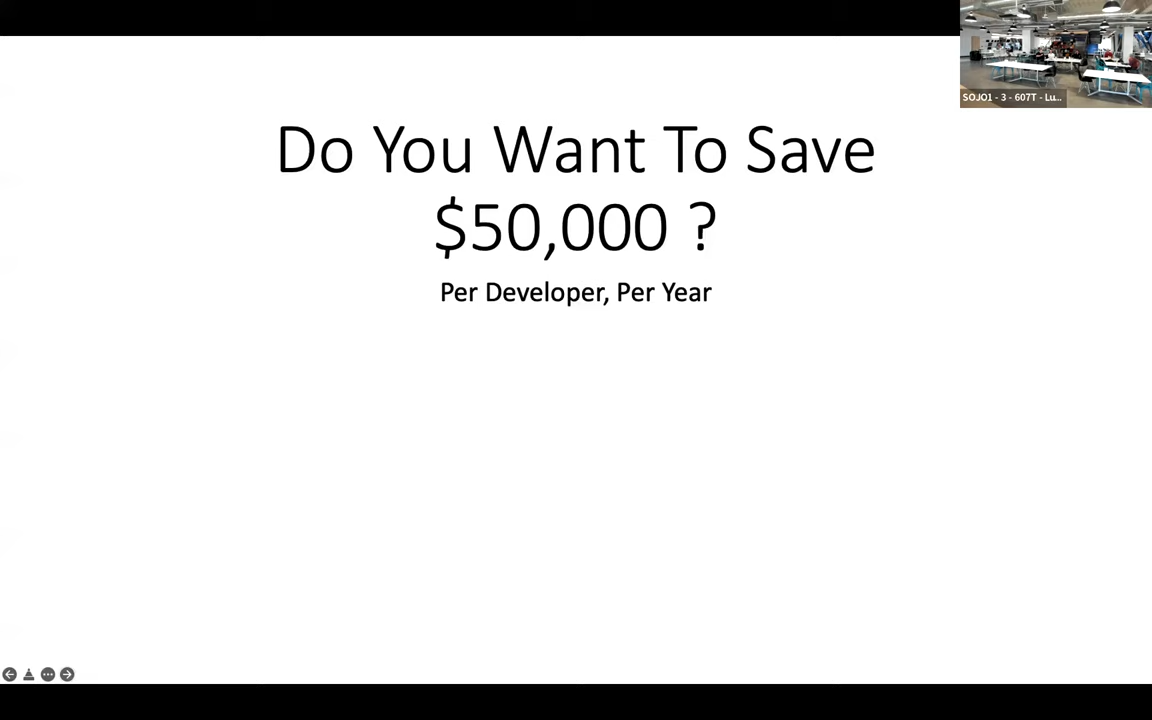 SOJO1 - 3 - 607T - Lu...
Do You Want To Save
$50,000 ?
Per Developer, Per Year